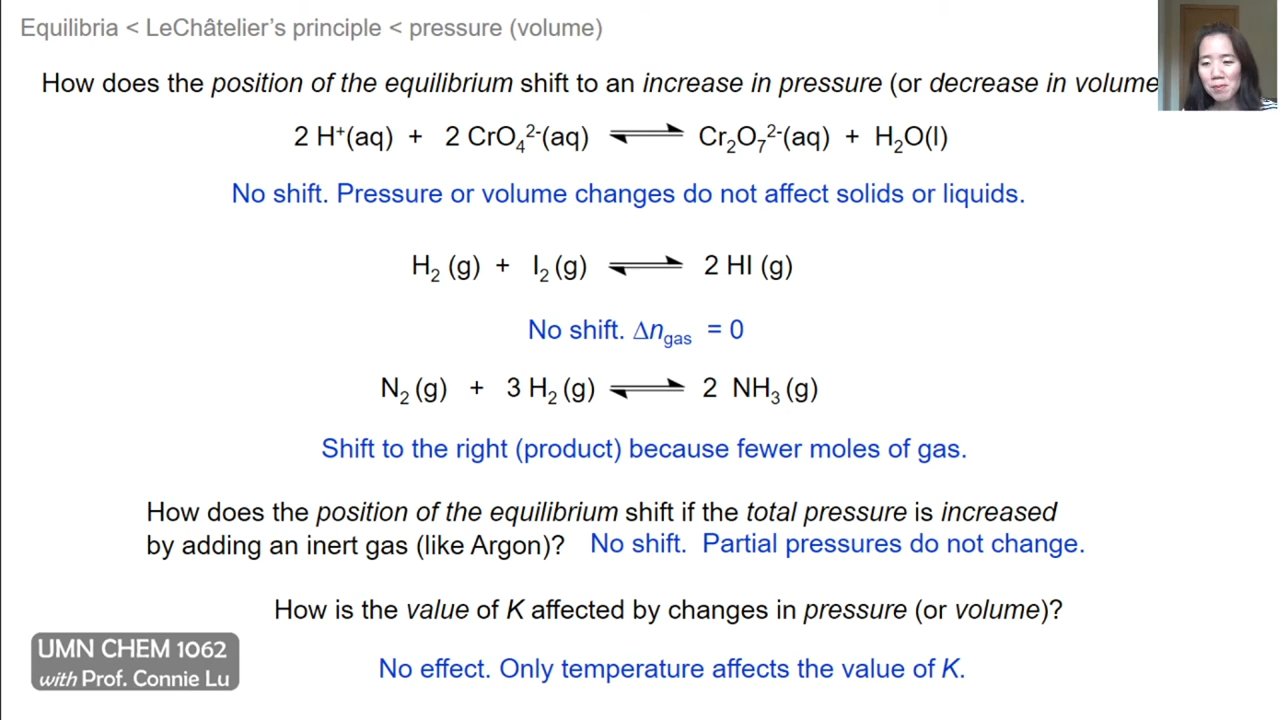 Equilibria < LeChâtelier's principle < pressure (volume)
How does the position of the equilibrium shift to an increase in pressure (or decrease in volume
2 H⁺(aq) + 2 CrO₄²⁻(aq) ⇌ Cr₂O₇²⁻(aq) + H₂O(l)
No shift. Pressure or volume changes do not affect solids or liquids.
H₂ (g) + I₂ (g) ⇌ 2 HI (g)
No shift. Δn_gas = 0
N₂ (g) + 3 H₂ (g) ⇌ 2 NH₃ (g)
Shift to the right (product) because fewer moles of gas.
How does the position of the equilibrium shift if the total pressure is increased
by adding an inert gas (like Argon)? No shift. Partial pressures do not change.
How is the value of K affected by changes in pressure (or volume)?
No effect. Only temperature affects the value of K.
UMN CHEM 1062
with Prof. Connie Lu